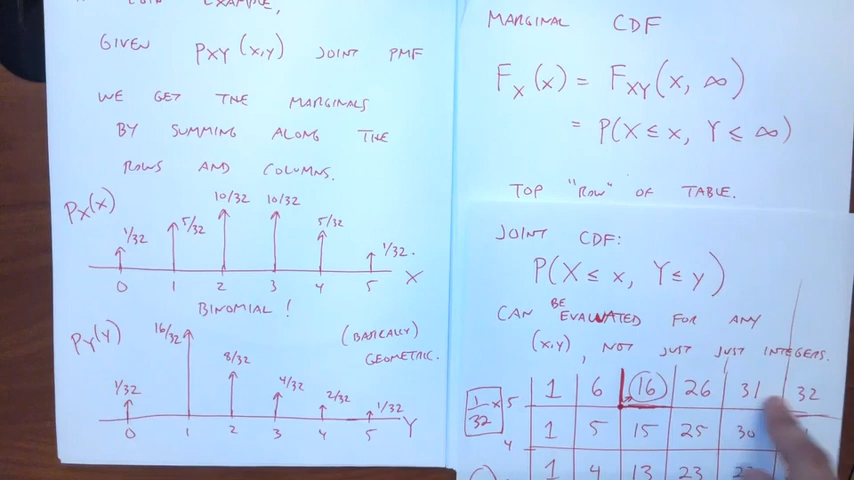 COIN EXAMPLE,
GIVEN PXY (x,y) JOINT PMF
WE GET THE MARGINALS
BY SUMMING ALONG THE
ROWS AND COLUMNS.
PX(x)
1/32 5/32 10/32 10/32 5/32 1/32.
0 1 2 3 4 5 X
BINOMIAL !
PY(Y)
1/32 16/32 8/32 4/32 2/32 1/32
(BASICALLY)
GEOMETRIC.
0 1 2 3 4 5 Y
MARGINAL CDF
FX(x) = FXY(x, ∞)
= P(X ≤ x, Y ≤ ∞)
TOP "ROW" OF TABLE.
JOINT CDF:
P(X ≤ x, Y ≤ y)
CAN BE EVALUATED FOR ANY
(x,y), NOT JUST JUST INTEGERS.
1/32 × 5 1 6 16 26 31 32
4 1 5 15 25 30
1 4 13 23